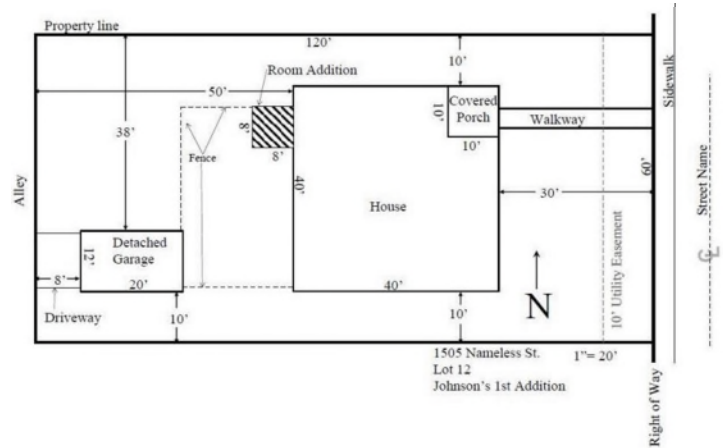 Property line
120'
10'
Room Addition
50'
Covered
Porch
10'
10'
Walkway
Sidewalk
38'
8'
8'
Fence
40'
60'
Street Name
Alley
House
30'
Detached
Garage
12'
20'
8'
Driveway
10'
40'
10'
N
10' Utility Easement
1505 Nameless St.
1"= 20'
Lot 12
Johnson's 1st Addition
Right of Way